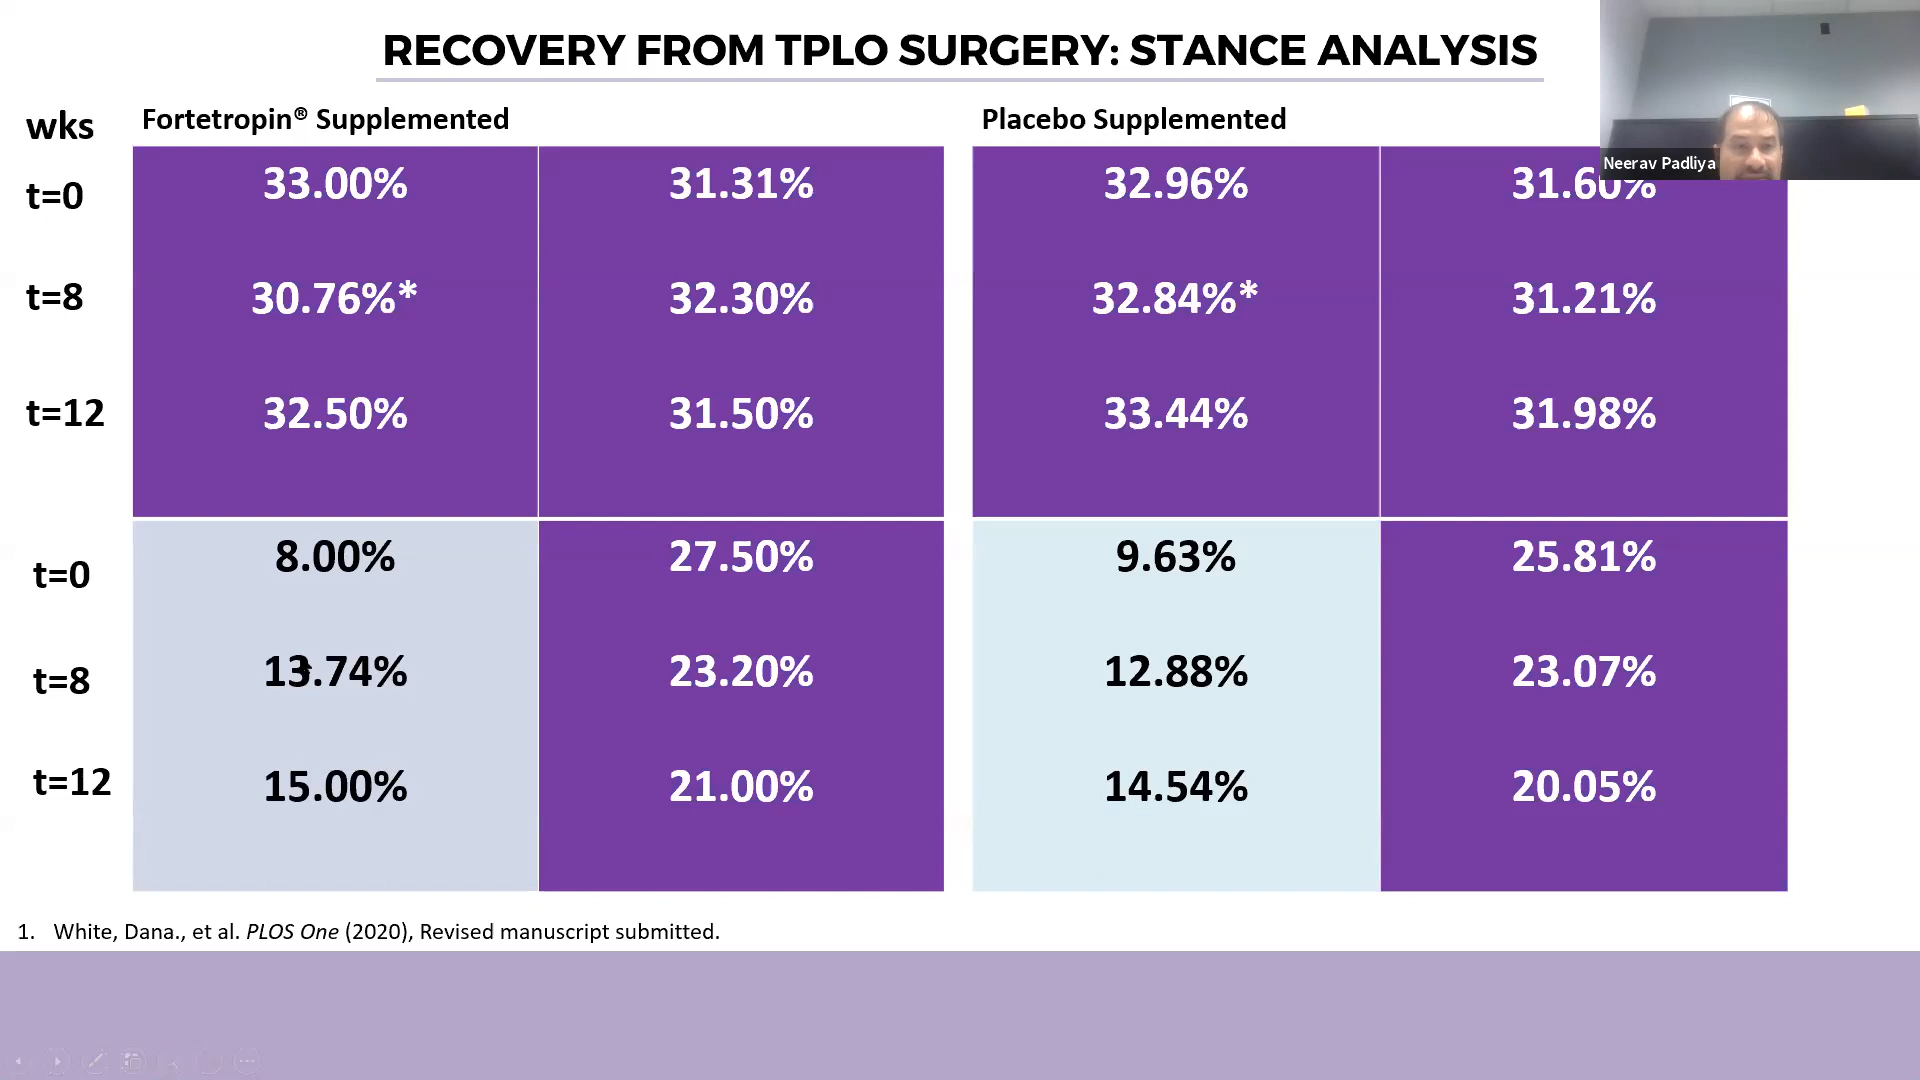 RECOVERY FROM TPLO SURGERY: STANCE ANALYSIS
wks
Fortetropin® Supplemented
Placebo Supplemented
Neerav Padliya
t=0
33.00%
31.31%
32.96%
31.60%
t=8
30.76%*
32.30%
32.84%*
31.21%
t=12
32.50%
31.50%
33.44%
31.98%
t=0
8.00%
27.50%
9.63%
25.81%
t=8
13.74%
23.20%
12.88%
23.07%
t=12
15.00%
21.00%
14.54%
20.05%
1. White, Dana., et al. PLOS One (2020), Revised manuscript submitted.